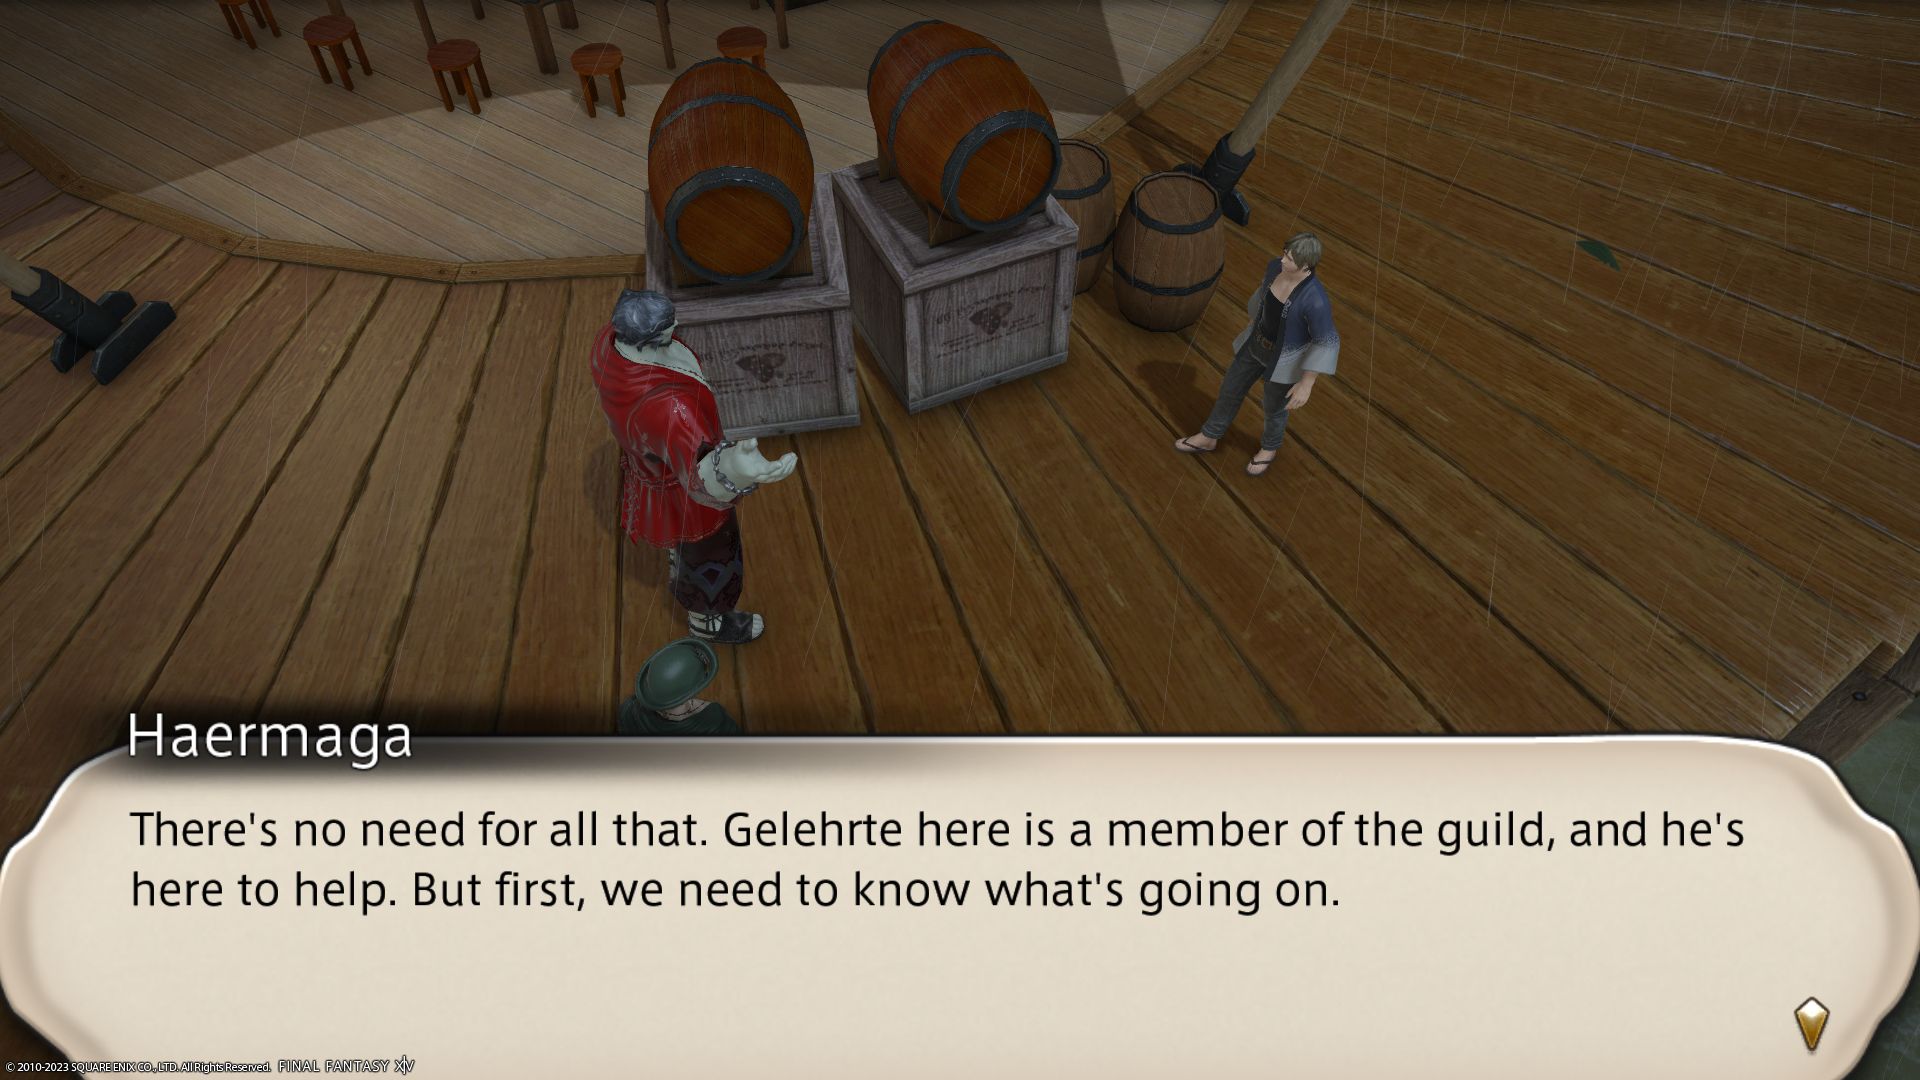 Haermaga
There's no need for all that. Gelehrte here is a member of the guild, and he's
here to help. But first, we need to know what's going on.
© 2010-2023 SQUARE ENIX CO., LTD. All Rights Reserved. FINAL FANTASY XIV